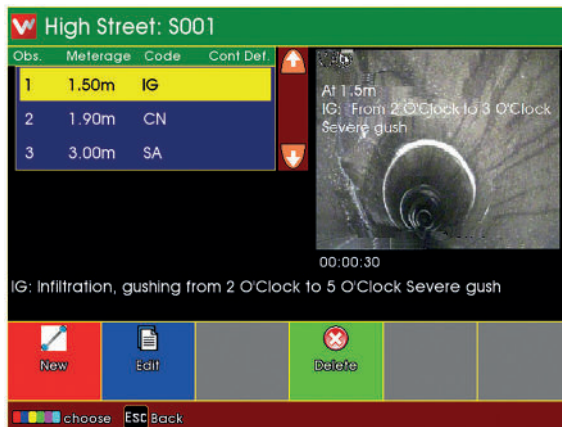 High Street: S001
Obs. Meterage Code Cont Def.
1 1.50m IG
2 1.90m CN
3 3.00m SA
At 1.5m
IG: From 2 O'Clock to 3 O'Clock
Severe gush
00:00:30
IG: Infiltration, gushing from 2 O'Clock to 5 O'Clock Severe gush
New Edit Delete
choose ESC Back